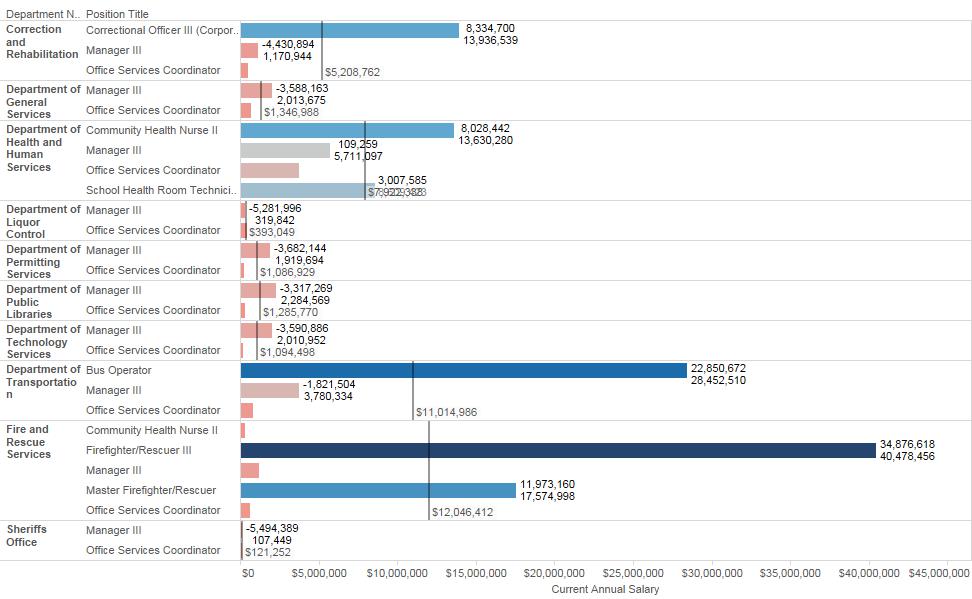 Department N.. Position Title
Correction and Rehabilitation
Correctional Officer III (Corpor..
8,334,700
13,936,539
Manager III
-4,430,894
1,170,944
Office Services Coordinator
$5,208,762
Department of General Services
Manager III
-3,588,163
2,013,675
Office Services Coordinator
$1,346,988
Department of Health and Human Services
Community Health Nurse II
8,028,442
13,630,280
Manager III
109,259
5,711,097
Office Services Coordinator
School Health Room Technici..
3,007,585
Department of Liquor Control
Manager III
-5,281,996
319,842
Office Services Coordinator
$393,049
Department of Permitting Services
Manager III
-3,682,144
1,919,694
Office Services Coordinator
$1,086,929
Department of Public Libraries
Manager III
-3,317,269
2,284,569
Office Services Coordinator
$1,285,770
Department of Technology Services
Manager III
-3,590,886
2,010,952
Office Services Coordinator
$1,094,498
Department of Transportation
Bus Operator
22,850,672
28,452,510
Manager III
-1,821,504
3,780,334
Office Services Coordinator
$11,014,986
Fire and Rescue Services
Community Health Nurse II
Firefighter/Rescuer III
34,876,618
40,478,456
Manager III
Master Firefighter/Rescuer
11,973,160
17,574,998
Office Services Coordinator
$12,046,412
Sheriffs Office
Manager III
-5,494,389
107,449
Office Services Coordinator
$121,252
$0 $5,000,000 $10,000,000 $15,000,000 $20,000,000 $25,000,000 $30,000,000 $35,000,000 $40,000,000 $45,000,000
Current Annual Salary